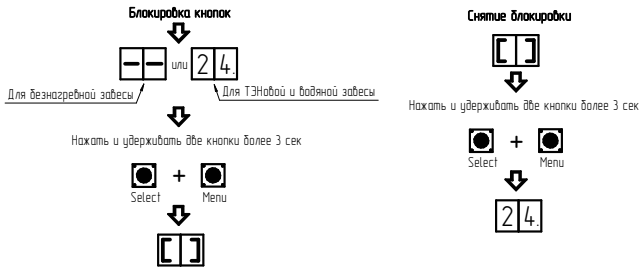 Блокировка кнопок
-- или 24.
Для безнагревной завесы
Для ТЭНовой и водяной завесы
Нажать и удерживать две кнопки более 3 сек
+
Select Menu
[ ]
Снятие блокировки
[ ]
Нажать и удерживать две кнопки более 3 сек
+
Select Menu
24.